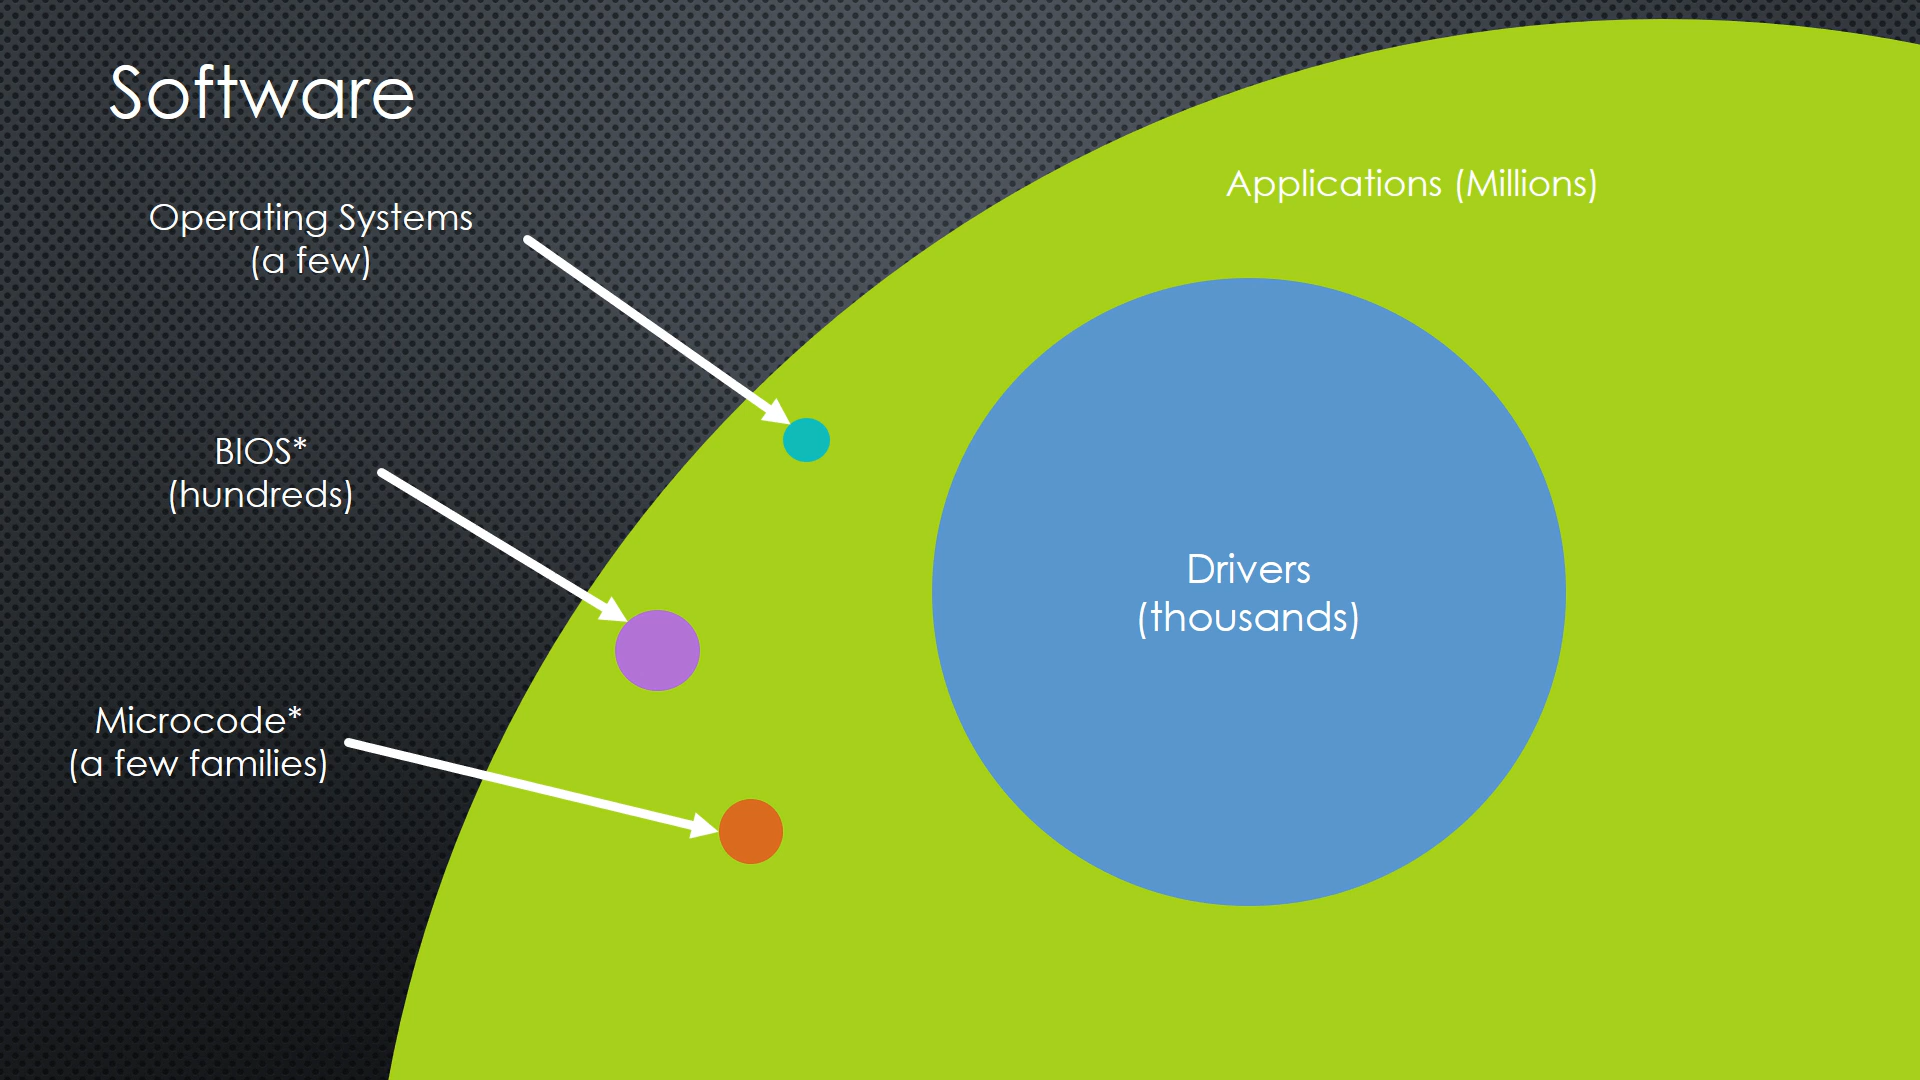 Software
Applications (Millions)
Operating Systems
(a few)
BIOS*
(hundreds)
Drivers
(thousands)
Microcode*
(a few families)